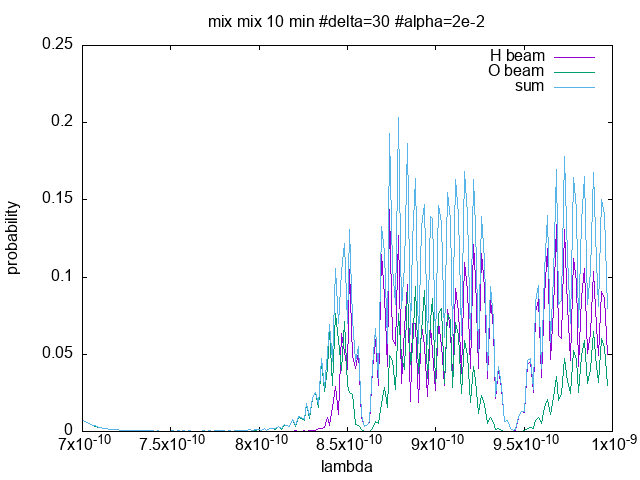 mix mix 10 min #delta=30 #alpha=2e-2
0.25
0.2
0.15
0.1
0.05
0
probability
H beam
O beam
sum
7x10⁻¹⁰ 7.5x10⁻¹⁰ 8x10⁻¹⁰ 8.5x10⁻¹⁰ 9x10⁻¹⁰ 9.5x10⁻¹⁰ 1x10⁻⁹
lambda